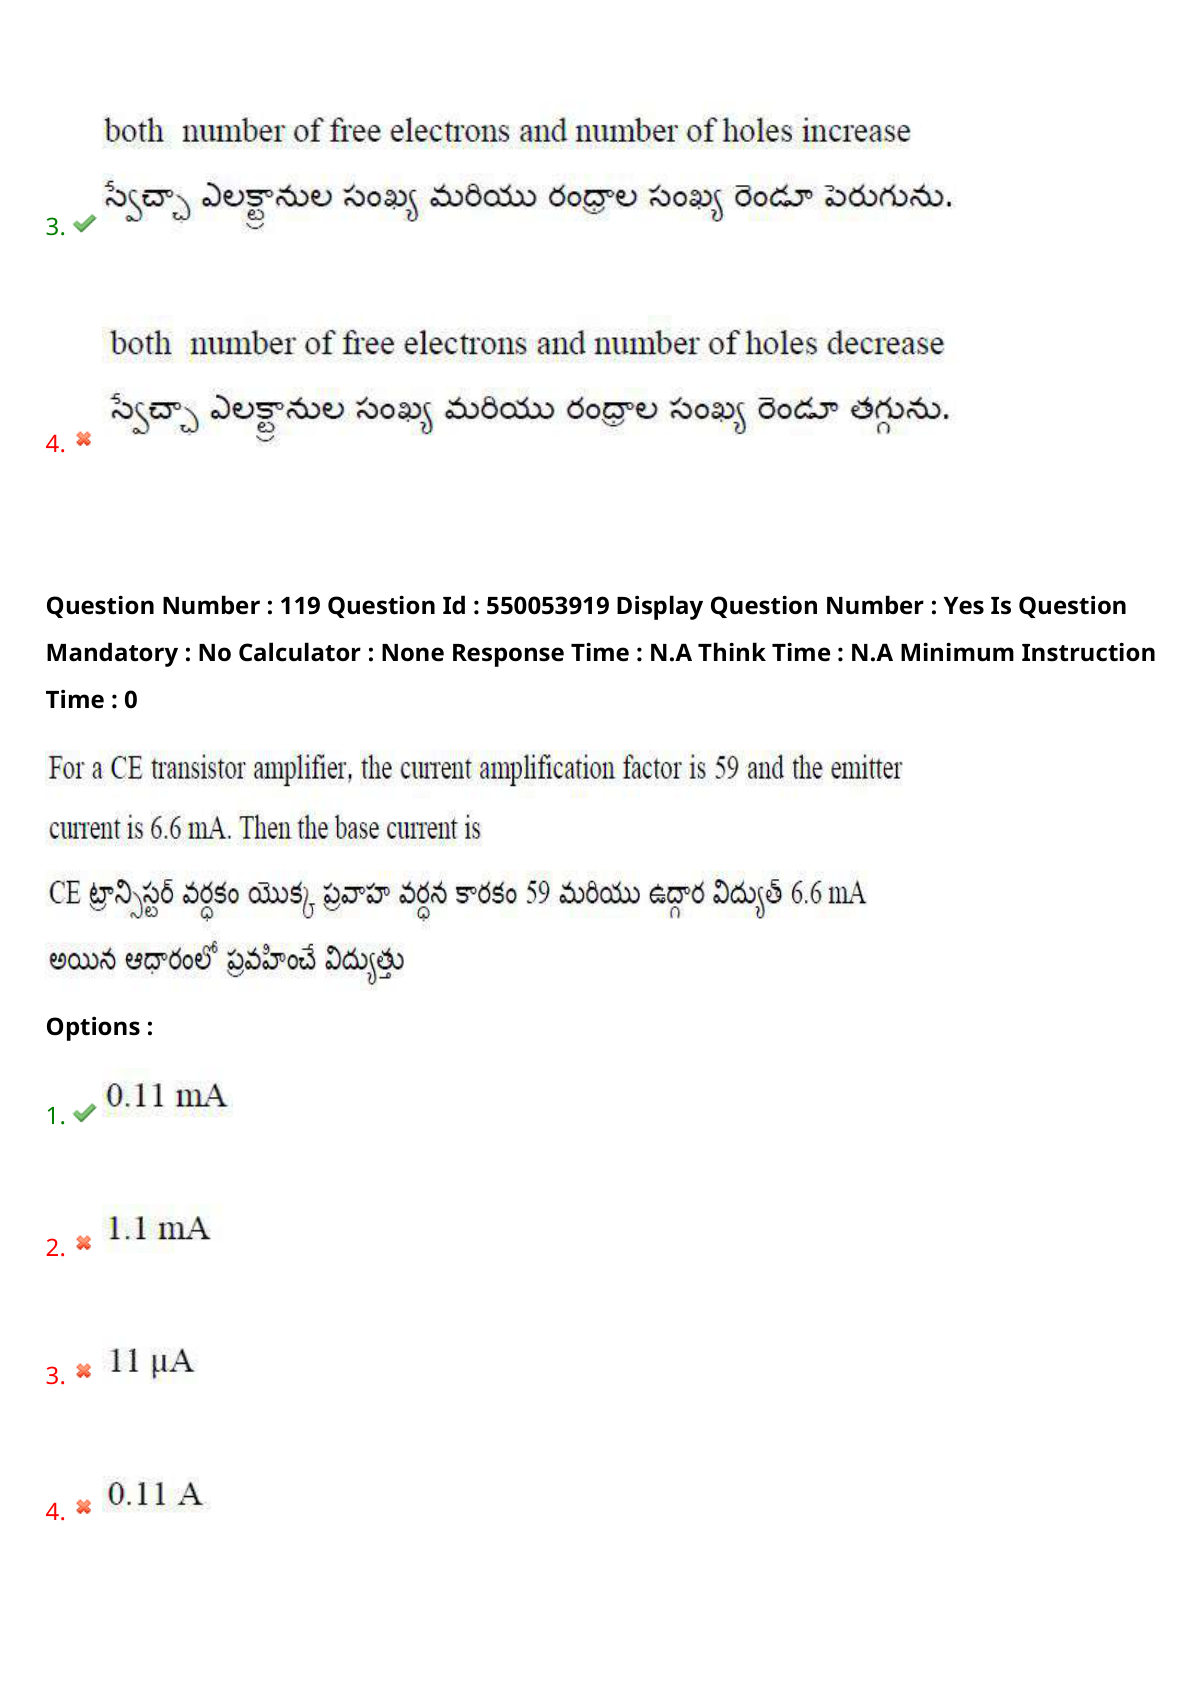 both number of free electrons and number of holes increase
స్వేచ్ఛా ఎలక్ట్రానుల సంఖ్య మరియు రంధ్రాల సంఖ్య రెండూ పెరుగును.
3.
both number of free electrons and number of holes decrease
స్వేచ్ఛా ఎలక్ట్రానుల సంఖ్య మరియు రంధ్రాల సంఖ్య రెండూ తగ్గును.
4.
Question Number : 119 Question Id : 550053919 Display Question Number : Yes Is Question
Mandatory : No Calculator : None Response Time : N.A Think Time : N.A Minimum Instruction
Time : 0
For a CE transistor amplifier, the current amplification factor is 59 and the emitter
current is 6.6 mA. Then the base current is
CE ట్రాన్సిస్టర్ వర్ధకం యొక్క ప్రవాహ వర్ధన కారకం 59 మరియు ఉద్గార విద్యుత్ 6.6 mA
అయిన ఆధారంలో ప్రవహించే విద్యుత్తు
Options :
1. 0.11 mA
2. 1.1 mA
3. 11 μA
4. 0.11 A